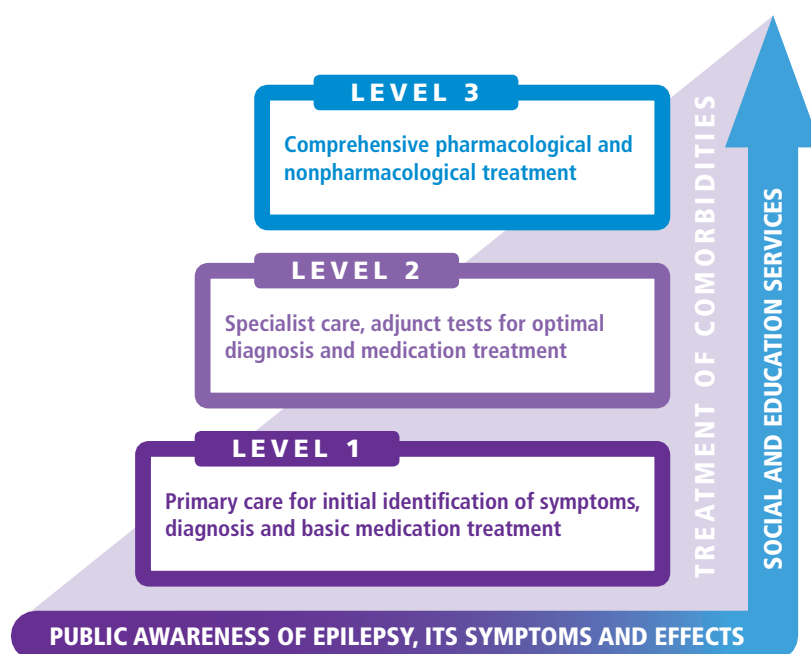 LEVEL 3
Comprehensive pharmacological and
nonpharmacological treatment
LEVEL 2
Specialist care, adjunct tests for optimal
diagnosis and medication treatment
LEVEL 1
Primary care for initial identification of symptoms,
diagnosis and basic medication treatment
TREATMENT OF COMORBIDITIES
SOCIAL AND EDUCATION SERVICES
PUBLIC AWARENESS OF EPILEPSY, ITS SYMPTOMS AND EFFECTS